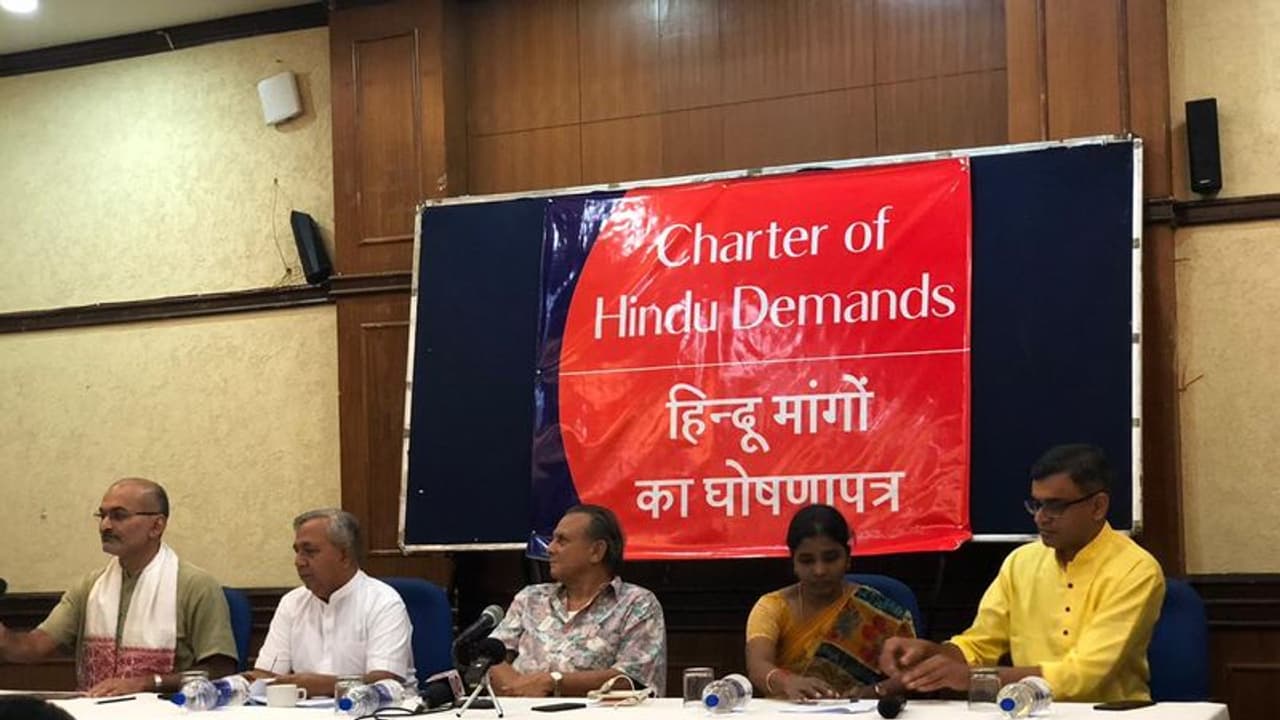 Charter of
Hindu Demands
हिन्दू मांगों
का घोषणापत्र